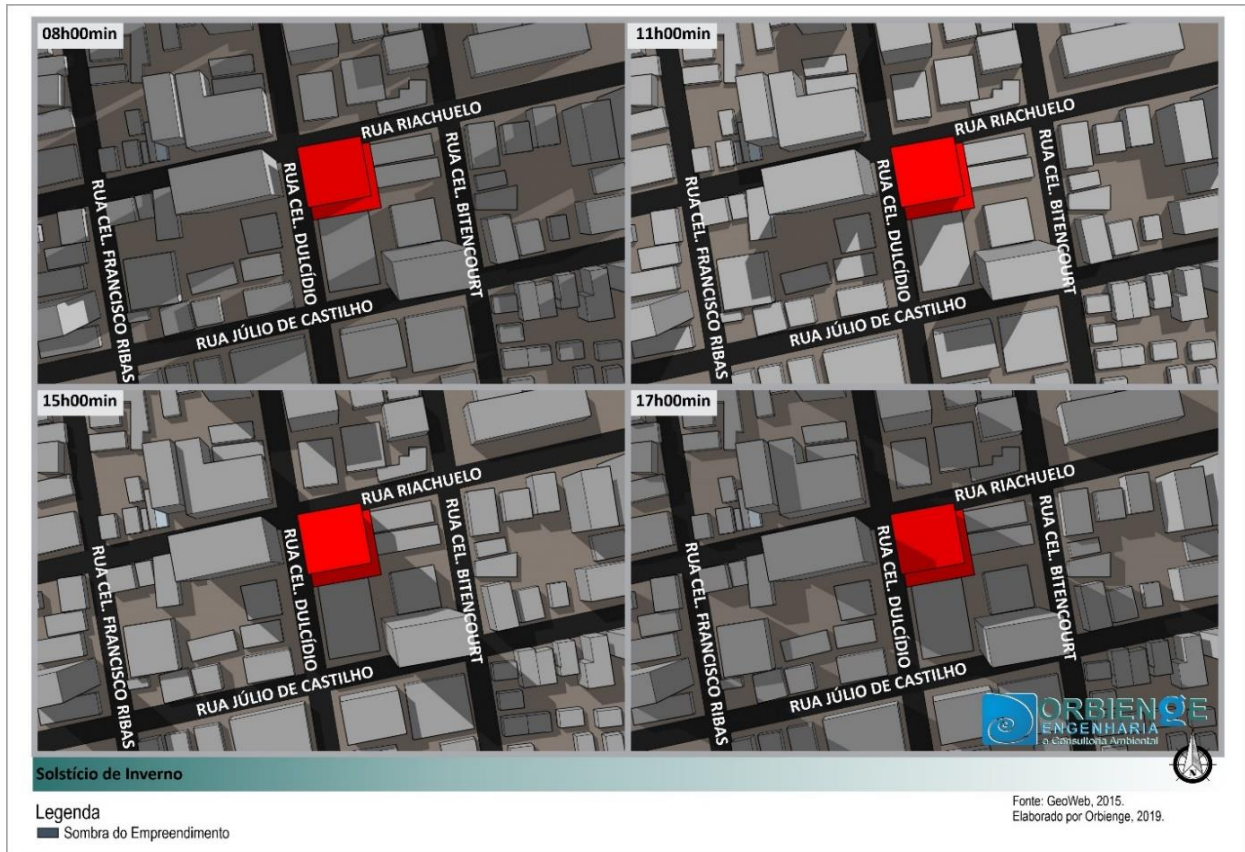 08h00min
RUA RIACHUELO
RUA CEL. FRANCISCO RIBAS
RUA CEL. DULCÍDIO
RUA CEL. BITENCOURT
RUA JÚLIO DE CASTILHO
11h00min
RUA RIACHUELO
RUA CEL. FRANCISCO RIBAS
RUA CEL. DULCÍDIO
RUA CEL. BITENCOURT
RUA JÚLIO DE CASTILHO
15h00min
RUA RIACHUELO
RUA CEL. FRANCISCO RIBAS
RUA CEL. DULCÍDIO
RUA CEL. BITENCOURT
RUA JÚLIO DE CASTILHO
17h00min
RUA RIACHUELO
RUA CEL. FRANCISCO RIBAS
RUA CEL. DULCÍDIO
RUA CEL. BITENCOURT
RUA JÚLIO DE CASTILHO
ORBIENGE
ENGENHARIA
e Consultoria Ambiental
N
Solstício de Inverno
Legenda
Sombra do Empreendimento
Fonte: GeoWeb, 2015.
Elaborado por Orbienge, 2019.